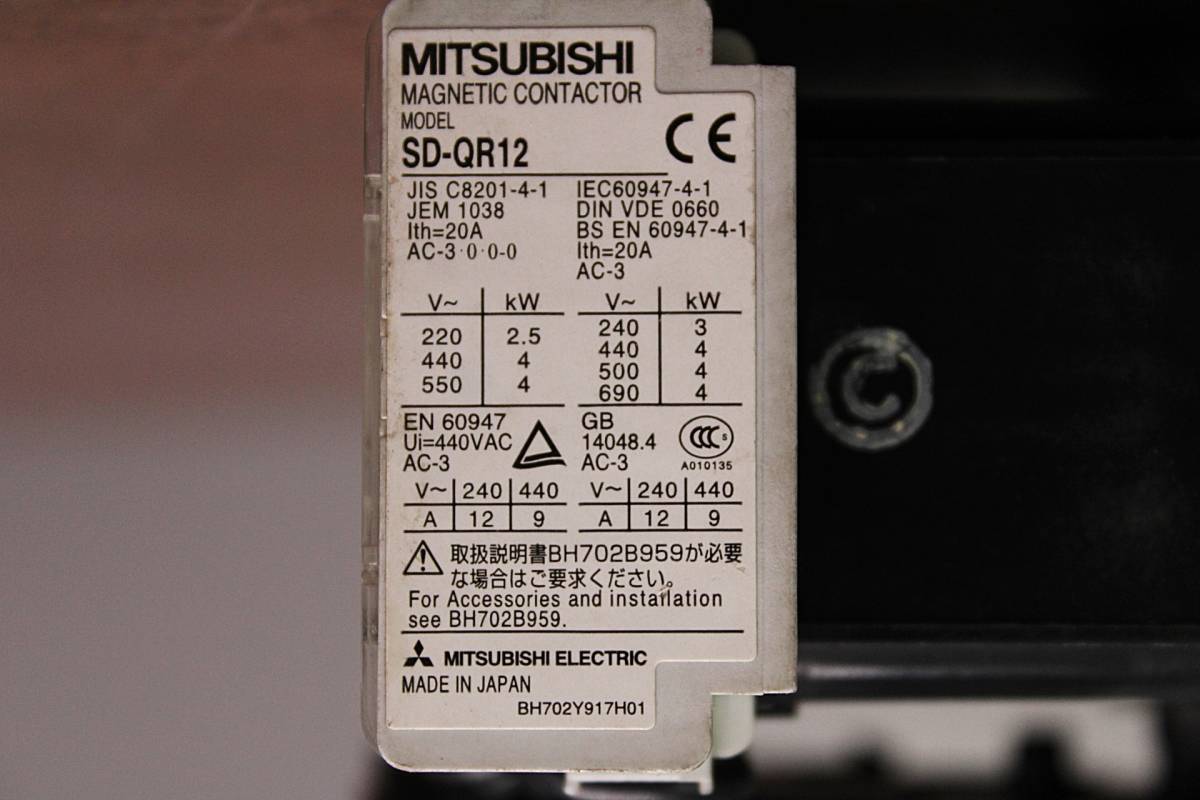 MITSUBISHI
MAGNETIC CONTACTOR
MODEL
SD-QR12
CE
JIS C8201-4-1
JEM 1038
Ith=20A
AC-3·0·0-0
IEC60947-4-1
DIN VDE 0660
BS EN 60947-4-1
Ith=20A
AC-3
V~ kW
220 2.5
440 4
550 4
V~ kW
240 3
440 4
500 4
690 4
EN 60947
Ui=440VAC
AC-3
V~ 240 440
A 12 9
GB
14048.4
AC-3
CCC S
A010135
V~ 240 440
A 12 9
取扱説明書BH702B959が必要
な場合はご要求ください。
For Accessories and installation
see BH702B959.
MITSUBISHI ELECTRIC
MADE IN JAPAN
BH702Y917H01